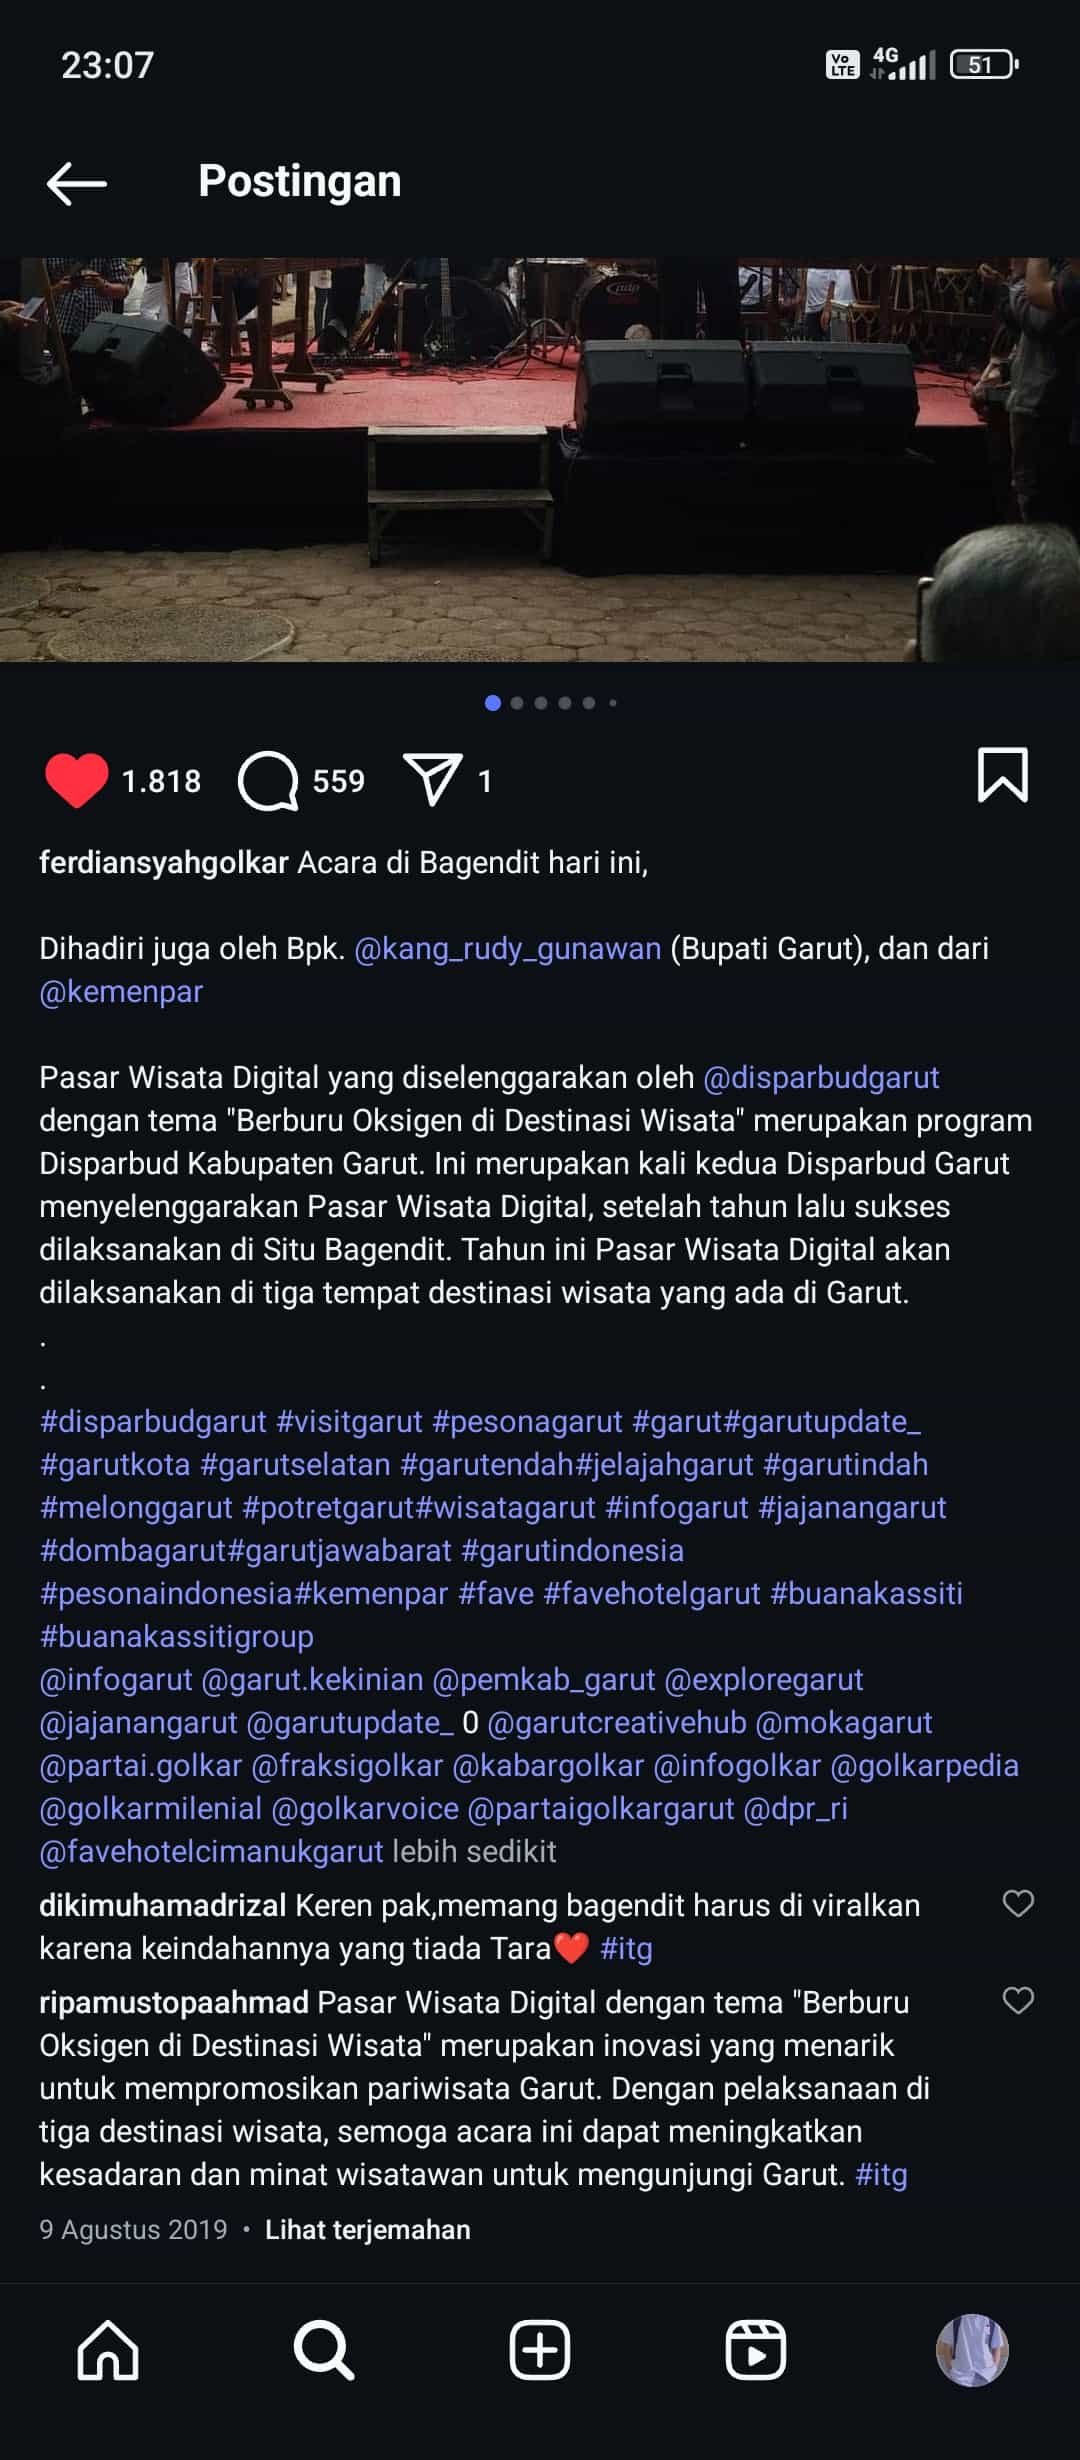 23:07
Vo LTE 4G 51
Postingan
pdp
1.818 559 1
ferdiansyahgolkar Acara di Bagendit hari ini,
Dihadiri juga oleh Bpk. @kang_rudy_gunawan (Bupati Garut), dan dari
@kemenpar
Pasar Wisata Digital yang diselenggarakan oleh @disparbudgarut
dengan tema "Berburu Oksigen di Destinasi Wisata" merupakan program
Disparbud Kabupaten Garut. Ini merupakan kali kedua Disparbud Garut
menyelenggarakan Pasar Wisata Digital, setelah tahun lalu sukses
dilaksanakan di Situ Bagendit. Tahun ini Pasar Wisata Digital akan
dilaksanakan di tiga tempat destinasi wisata yang ada di Garut.
.
.
#disparbudgarut #visitgarut #pesonagarut #garut#garutupdate_
#garutkota #garutselatan #garutendah#jelajahgarut #garutindah
#melonggarut #potretgarut#wisatagarut #infogarut #jajanangarut
#dombagarut#garutjawabarat #garutindonesia
#pesonaindonesia#kemenpar #fave #favehotelgarut #buanakassiti
#buanakassitigroup
@infogarut @garut.kekinian @pemkab_garut @exploregarut
@jajanangarut @garutupdate_ 0 @garutcreativehub @mokagarut
@partai.golkar @fraksigolkar @kabargolkar @infogolkar @golkarpedia
@golkarmilenial @golkarvoice @partaigolkargarut @dpr_ri
@favehotelcimanukgarut lebih sedikit
dikimuhamadrizal Keren pak,memang bagendit harus di viralkan
karena keindahannya yang tiada Tara❤️ #itg
ripamustopaahmad Pasar Wisata Digital dengan tema "Berburu
Oksigen di Destinasi Wisata" merupakan inovasi yang menarik
untuk mempromosikan pariwisata Garut. Dengan pelaksanaan di
tiga destinasi wisata, semoga acara ini dapat meningkatkan
kesadaran dan minat wisatawan untuk mengunjungi Garut. #itg
9 Agustus 2019 • Lihat terjemahan